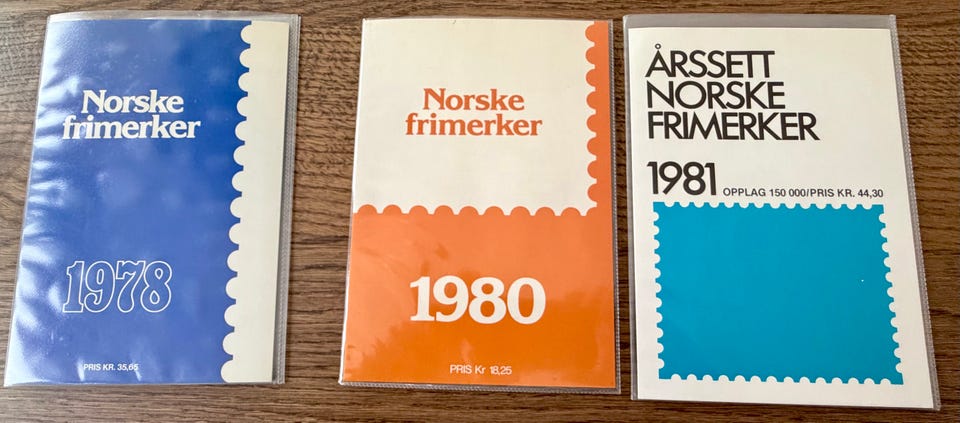 Norske
frimerker
1978
PRIS KR. 35,65
Norske
frimerker
1980
PRIS Kr 18,25
ÅRSSETT
NORSKE
FRIMERKER
1981 OPPLAG 150 000/PRIS KR. 44,30